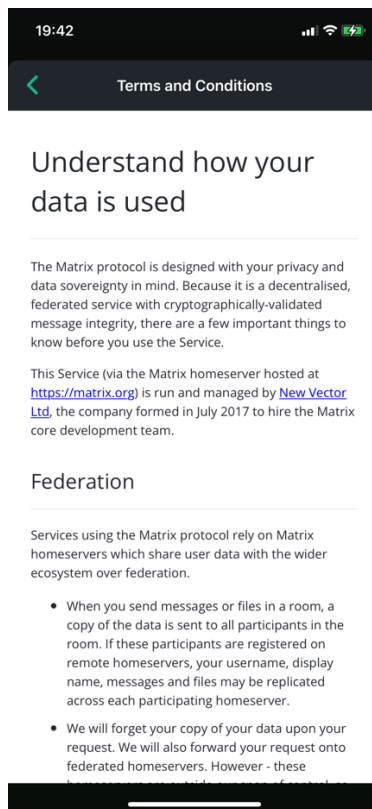 19:42
Terms and Conditions
Understand how your
data is used
The Matrix protocol is designed with your privacy and
data sovereignty in mind. Because it is a decentralised,
federated service with cryptographically-validated
message integrity, there are a few important things to
know before you use the Service.
This Service (via the Matrix homeserver hosted at
https://matrix.org) is run and managed by New Vector
Ltd, the company formed in July 2017 to hire the Matrix
core development team.
Federation
Services using the Matrix protocol rely on Matrix
homeservers which share user data with the wider
ecosystem over federation.
• When you send messages or files in a room, a
copy of the data is sent to all participants in the
room. If these participants are registered on
remote homeservers, your username, display
name, messages and files may be replicated
across each participating homeserver.
• We will forget your copy of your data upon your
request. We will also forward your request onto
federated homeservers. However - these